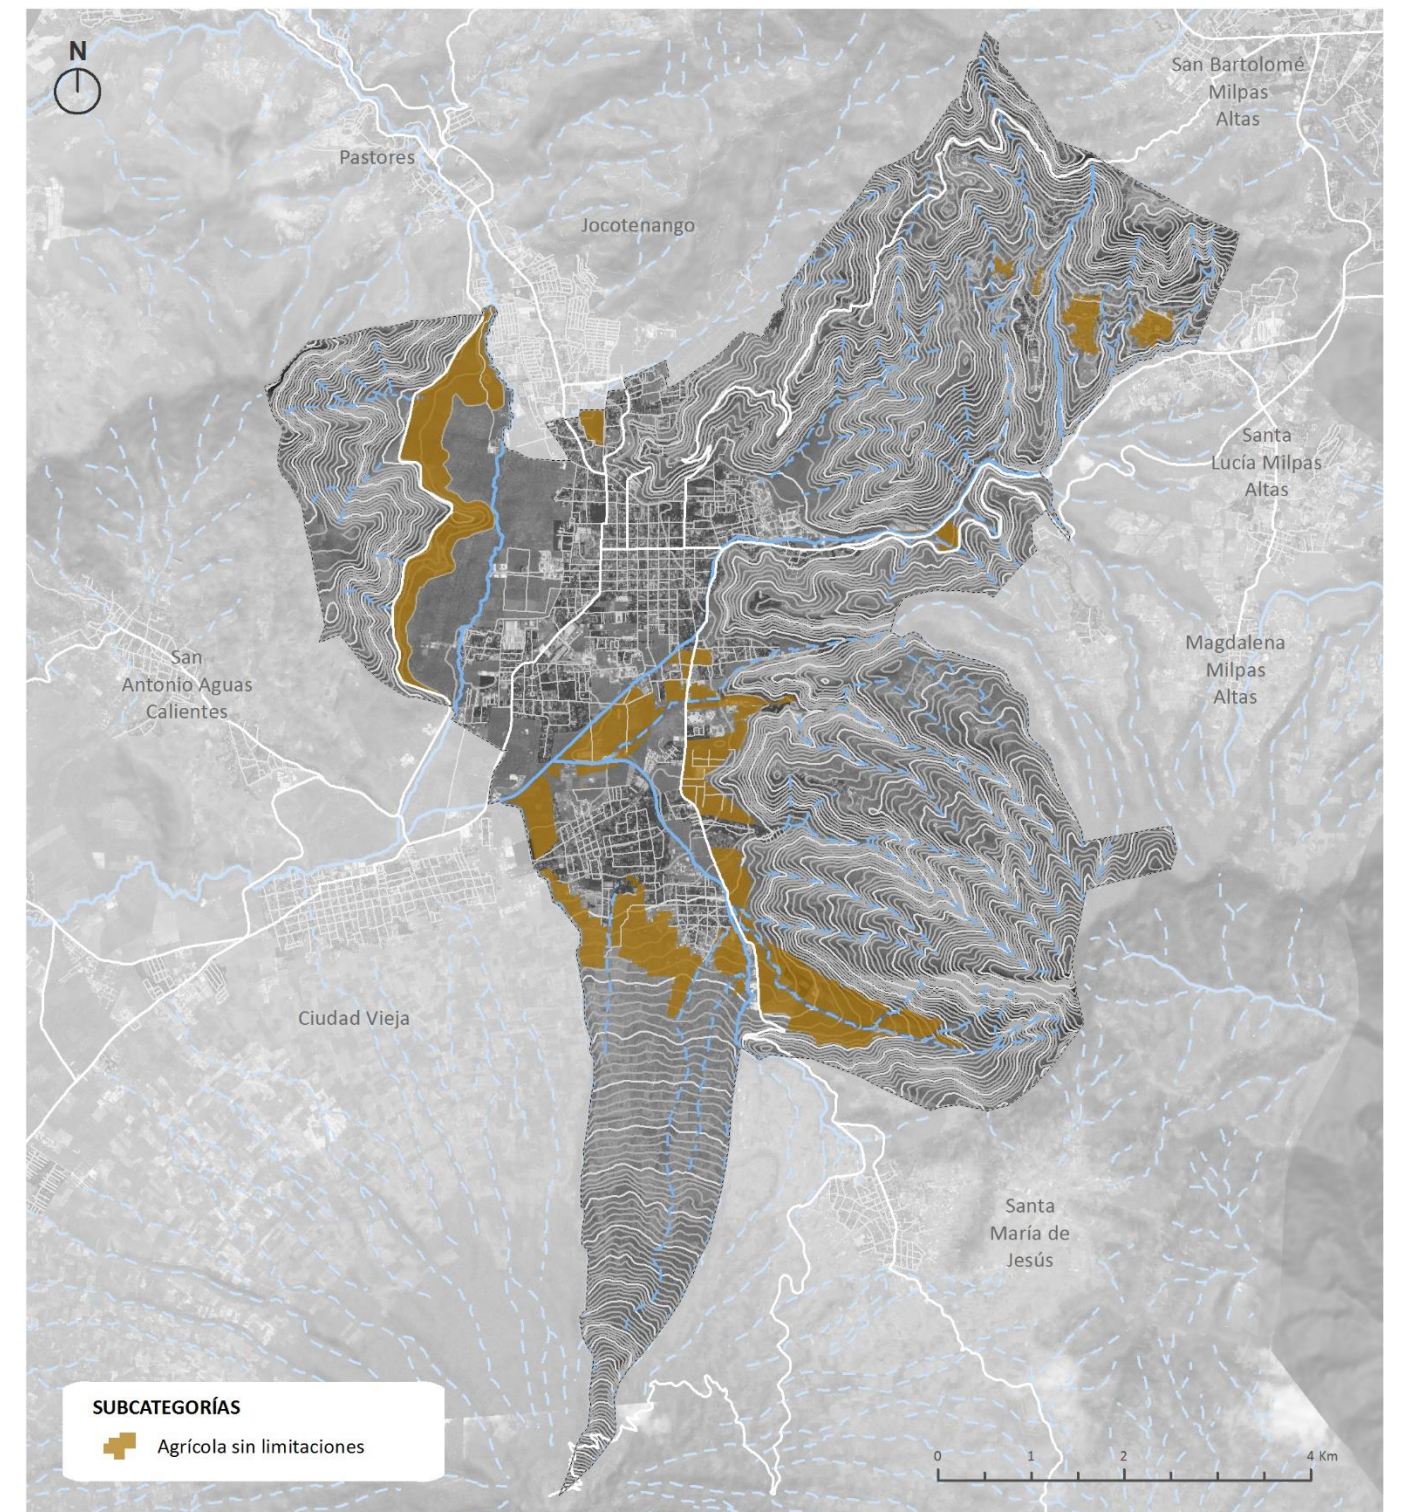 N
San Bartolomé
Milpas
Altas
Pastores
Jocotenango
Santa
Lucía Milpas
Altas
San
Antonio Aguas
Calientes
Magdalena
Milpas
Altas
Ciudad Vieja
Santa
María de
Jesús
SUBCATEGORÍAS
Agrícola sin limitaciones
0 1 2 4 Km